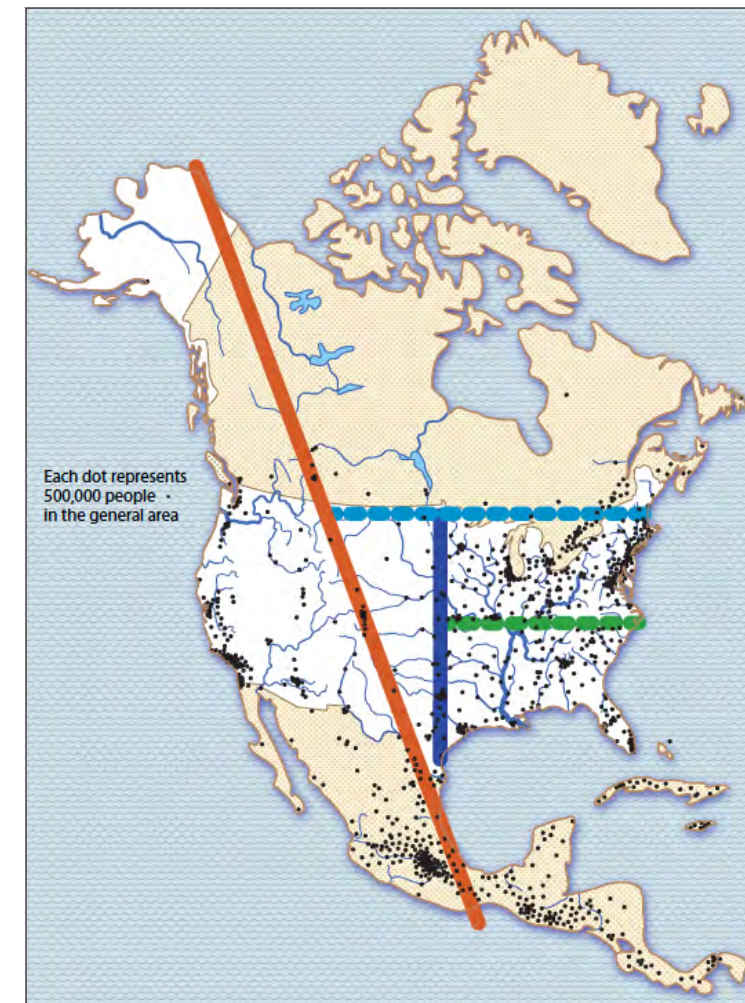 Each dot represents
500,000 people •
in the general area